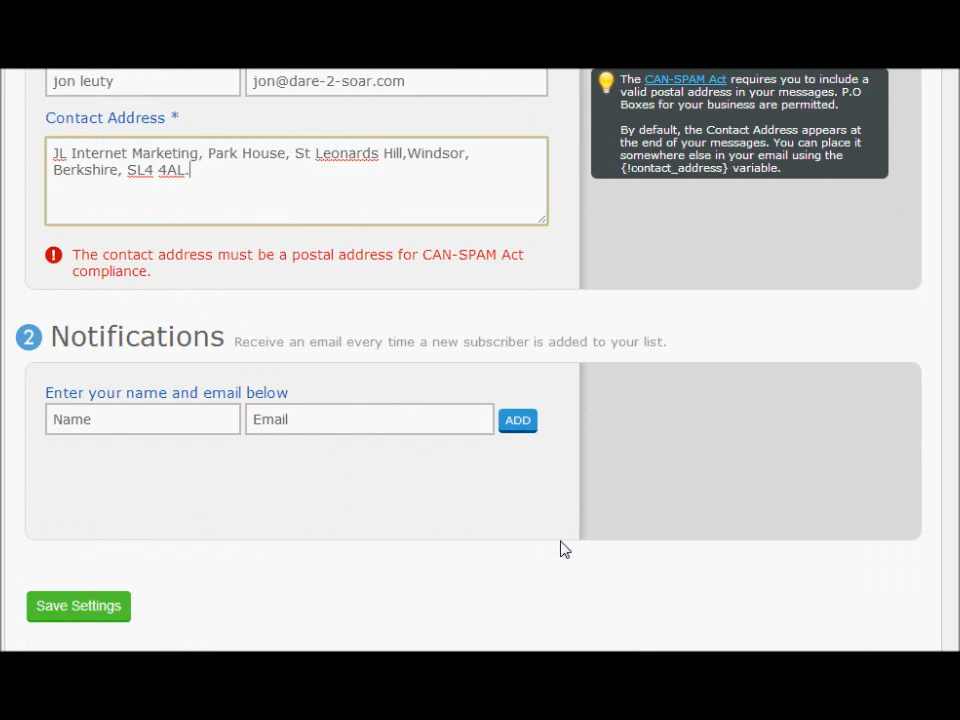 jon leuty
jon@dare-2-soar.com
Contact Address *
JL Internet Marketing, Park House, St Leonards Hill,Windsor,
Berkshire, SL4 4AL.
The contact address must be a postal address for CAN-SPAM Act
compliance.
The CAN-SPAM Act requires you to include a
valid postal address in your messages. P.O
Boxes for your business are permitted.
By default, the Contact Address appears at
the end of your messages. You can place it
somewhere else in your email using the
{!contact_address} variable.
2 Notifications Receive an email every time a new subscriber is added to your list.
Enter your name and email below
Name
Email
ADD
Save Settings